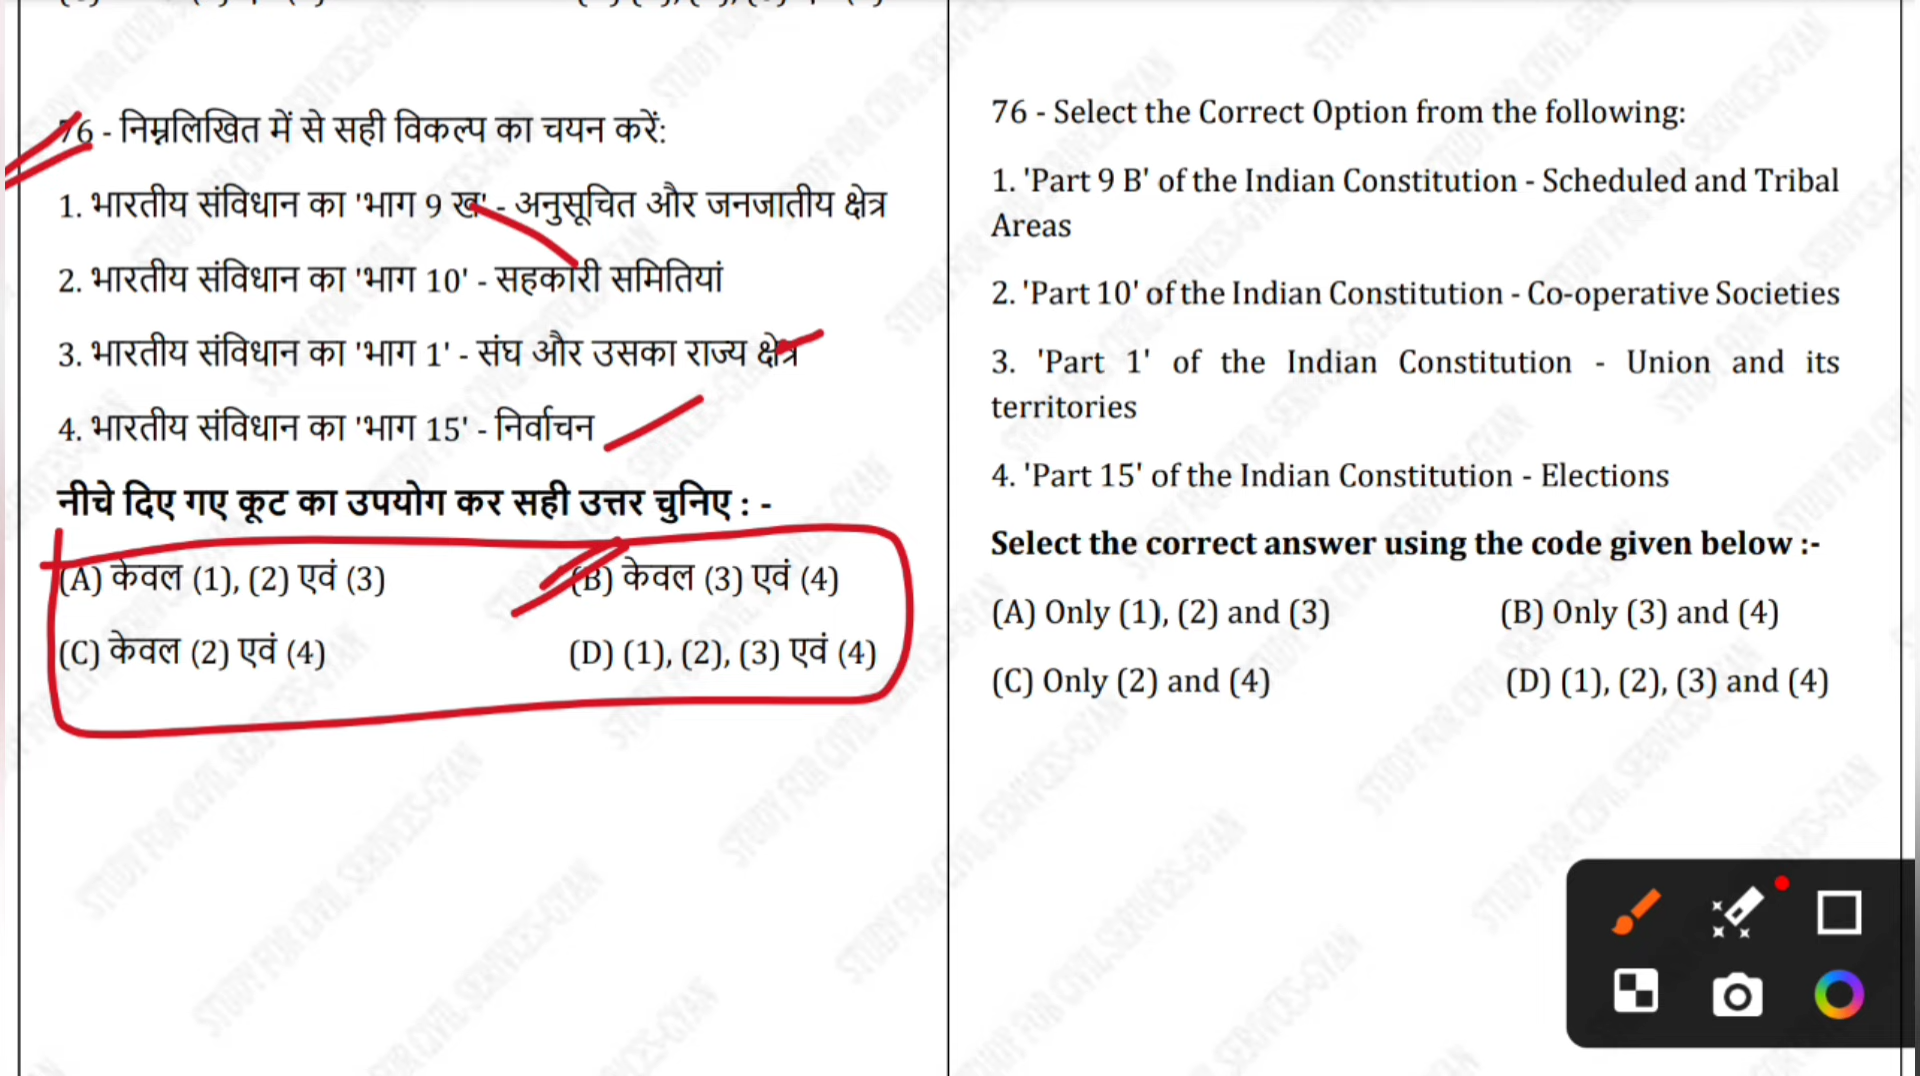 76 - निम्नलिखित में से सही विकल्प का चयन करें:
1. भारतीय संविधान का 'भाग 9 ख' - अनुसूचित और जनजातीय क्षेत्र
2. भारतीय संविधान का 'भाग 10' - सहकारी समितियां
3. भारतीय संविधान का 'भाग 1' - संघ और उसका राज्य क्षेत्र
4. भारतीय संविधान का 'भाग 15' - निर्वाचन
नीचे दिए गए कूट का उपयोग कर सही उत्तर चुनिए : -
(A) केवल (1), (2) एवं (3) (B) केवल (3) एवं (4)
(C) केवल (2) एवं (4) (D) (1), (2), (3) एवं (4)
76 - Select the Correct Option from the following:
1. 'Part 9 B' of the Indian Constitution - Scheduled and Tribal
Areas
2. 'Part 10' of the Indian Constitution - Co-operative Societies
3. 'Part 1' of the Indian Constitution - Union and its
territories
4. 'Part 15' of the Indian Constitution - Elections
Select the correct answer using the code given below :-
(A) Only (1), (2) and (3) (B) Only (3) and (4)
(C) Only (2) and (4) (D) (1), (2), (3) and (4)
STUDY FOR CIVIL SERVICES-GYAN